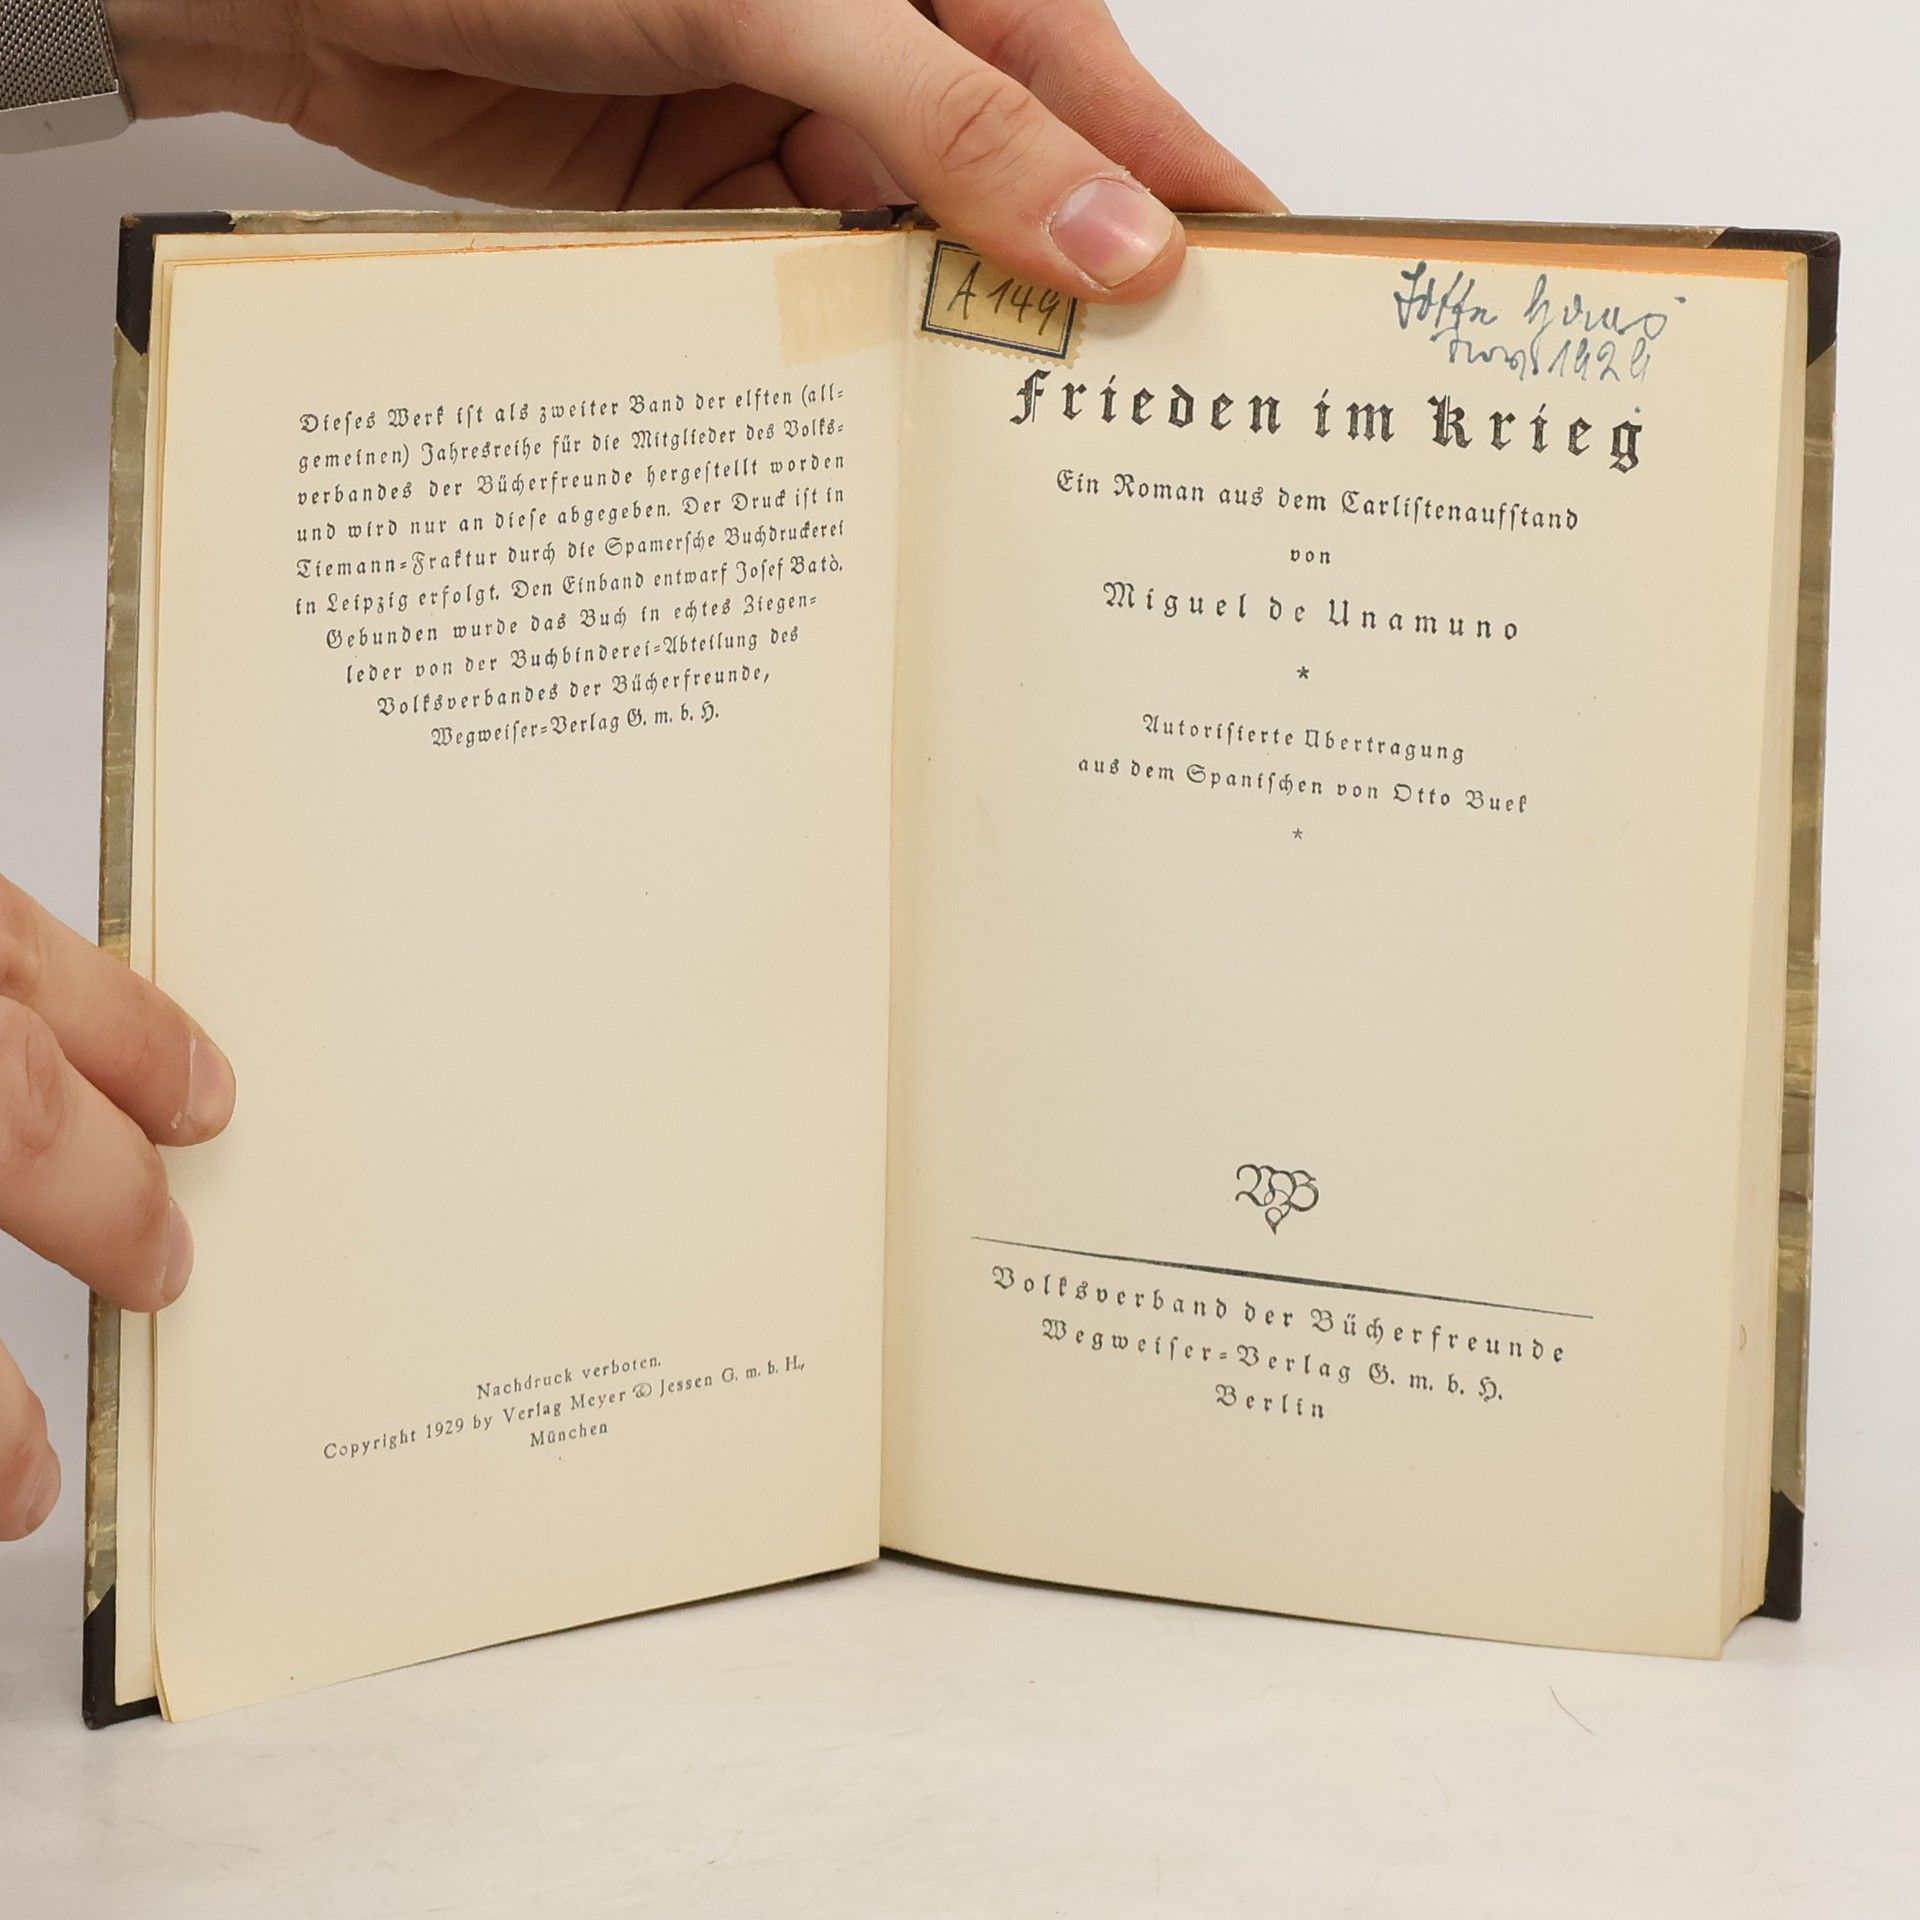 Dieſes Werk iſt als zweiter Band der elften (all-
gemeinen) Jahresreihe für die Mitglieder des Volks-
verbandes der Bücherfreunde hergeſtellt worden
und wird nur an dieſe abgegeben. Der Druck iſt in
Tiemann-Fraktur durch die Spamerſche Buchdruckerei
in Leipzig erfolgt. Den Einband entwarf Joſef Batò.
Gebunden wurde das Buch in echtes Ziegen-
leder von der Buchbinderei-Abteilung des
Volksverbandes der Bücherfreunde,
Wegweiſer-Verlag G. m. b. H.
Nachdruck verboten.
Copyright 1929 by Verlag Meyer & Jessen G. m. b. H.,
München
A 149
1929
Frieden im Krieg
Ein Roman aus dem Carliſtenaufſtand
von
Miguel de Unamuno
*
Autoriſierte Übertragung
aus dem Spaniſchen von Otto Buek
*
VB
Volksverband der Bücherfreunde
Wegweiſer-Verlag G. m. b. H.
Berlin